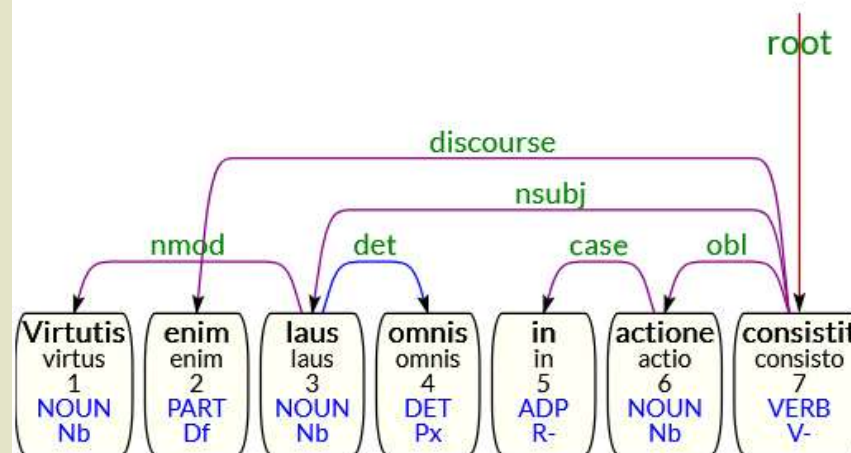 root
discourse
nsubj
nmod det case obl
Virtutis enim laus omnis in actione consistit
virtus enim laus omnis in actio consisto
1 2 3 4 5 6 7
NOUN PART NOUN DET ADP NOUN VERB
Nb Df Nb Px R- Nb V-